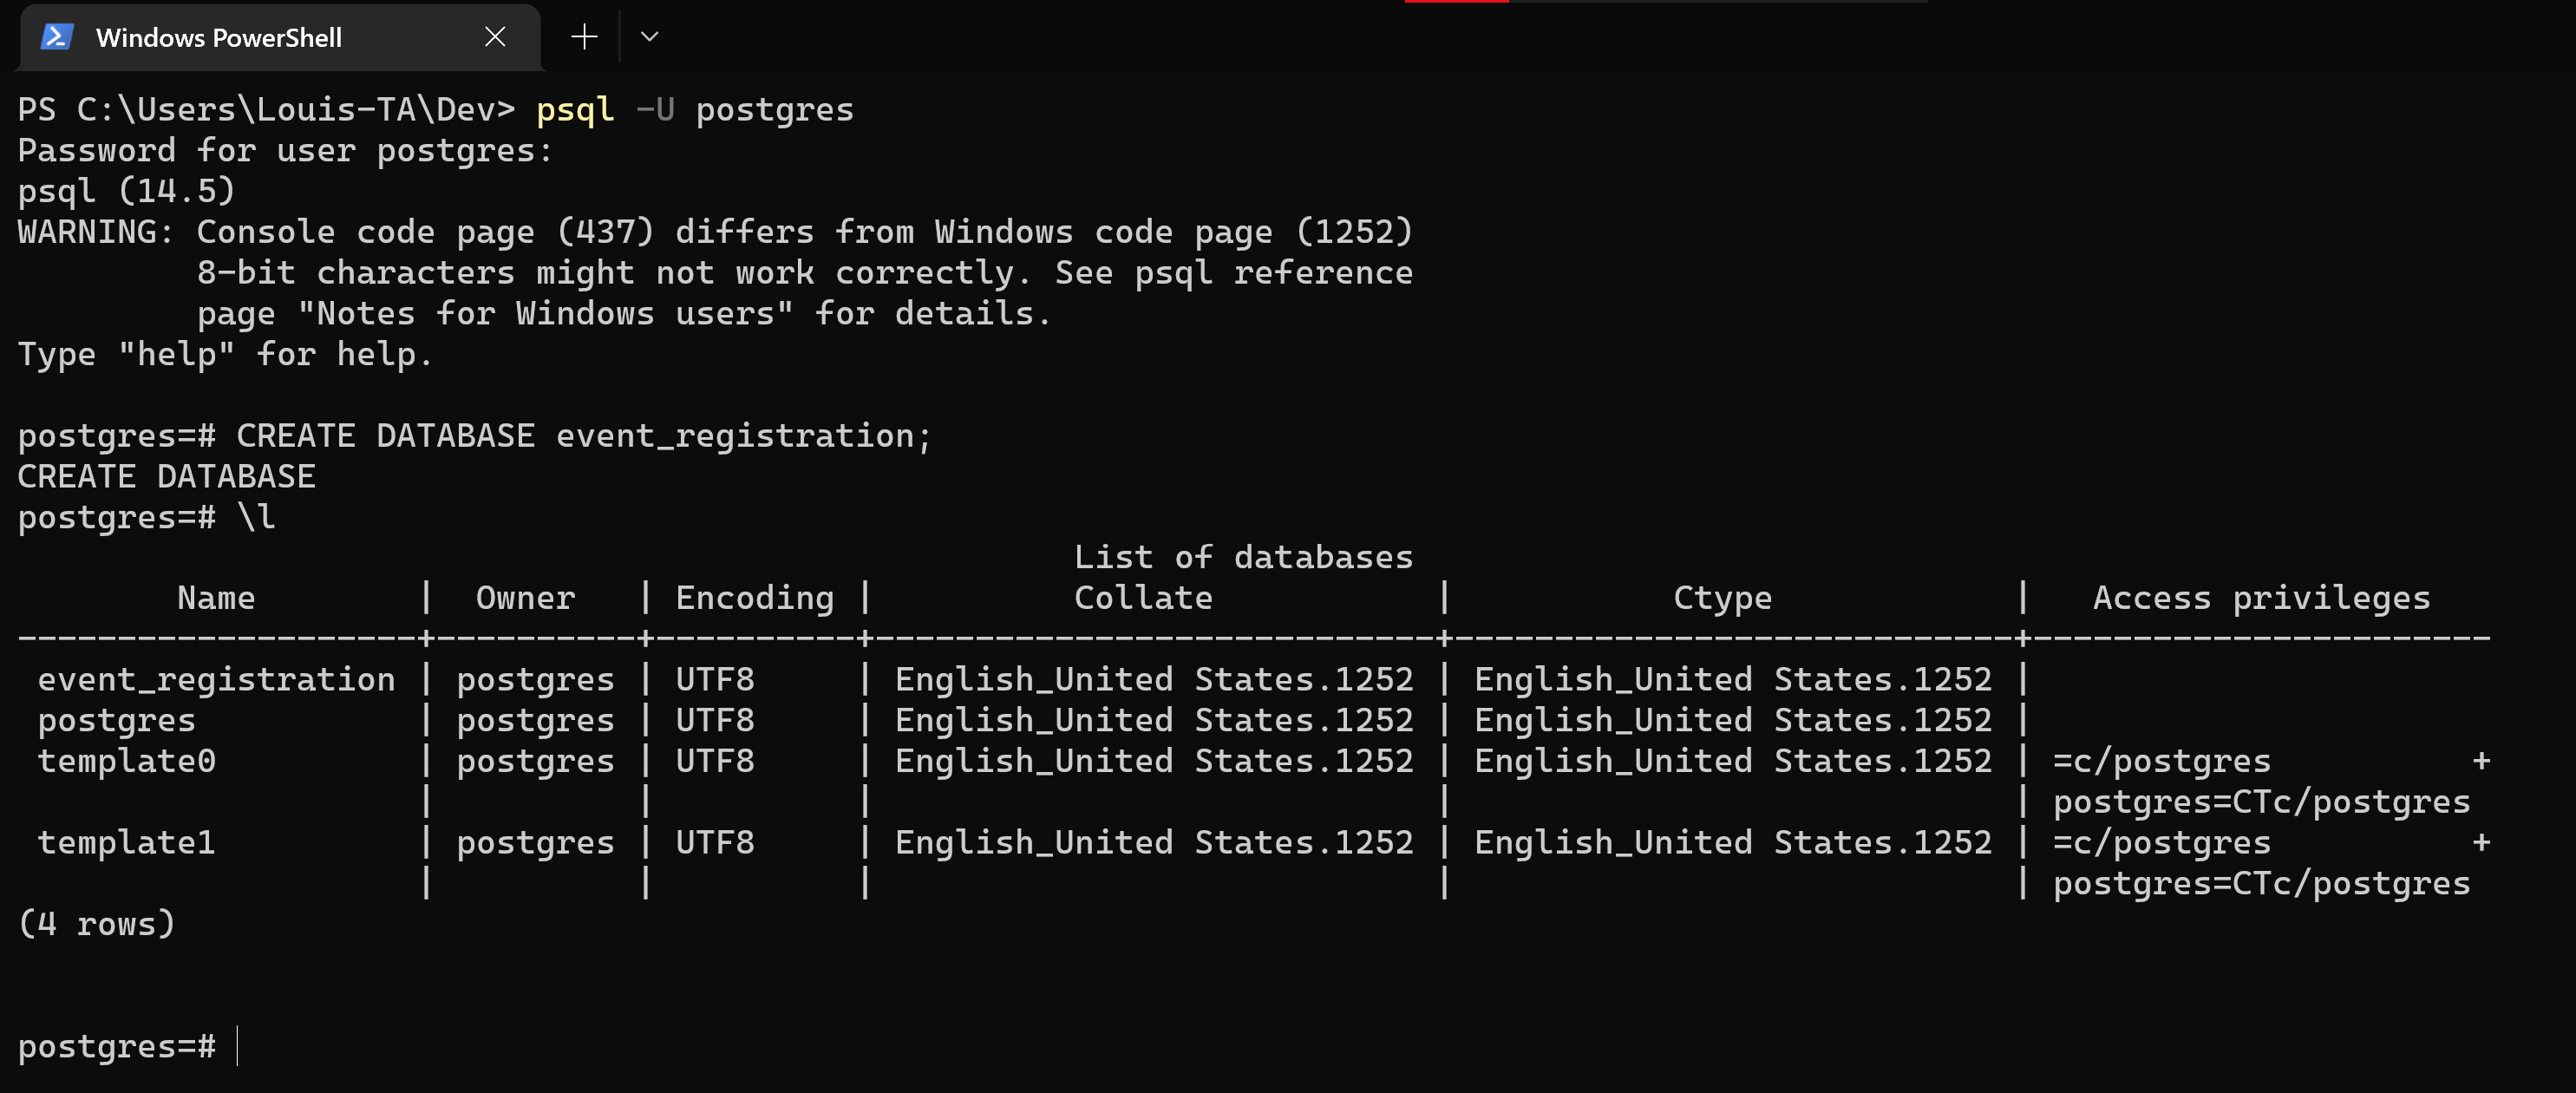 Windows PowerShell
PS C:\Users\Louis-TA\Dev> psql -U postgres
Password for user postgres:
psql (14.5)
WARNING: Console code page (437) differs from Windows code page (1252)
         8-bit characters might not work correctly. See psql reference
         page "Notes for Windows users" for details.
Type "help" for help.

postgres=# CREATE DATABASE event_registration;
CREATE DATABASE
postgres=# \l
                                                     List of databases
        Name        |  Owner   | Encoding |          Collate           |           Ctype            |   Access privileges
--------------------+----------+----------+----------------------------+----------------------------+-----------------------
 event_registration | postgres | UTF8     | English_United States.1252 | English_United States.1252 |
 postgres           | postgres | UTF8     | English_United States.1252 | English_United States.1252 |
 template0          | postgres | UTF8     | English_United States.1252 | English_United States.1252 | =c/postgres          +
                    |          |          |                            |                            | postgres=CTc/postgres
 template1          | postgres | UTF8     | English_United States.1252 | English_United States.1252 | =c/postgres          +
                    |          |          |                            |                            | postgres=CTc/postgres
(4 rows)


postgres=#